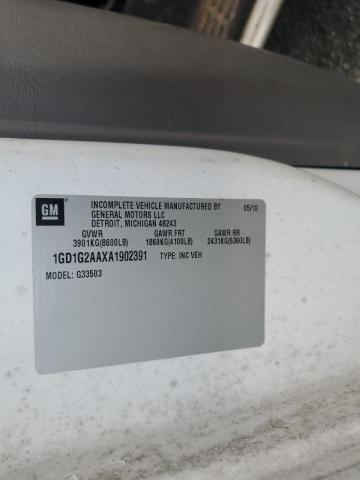 GM
INCOMPLETE VEHICLE MANUFACTURED BY 05/10
GENERAL MOTORS LLC
DETROIT, MICHIGAN 48243
GVWR GAWR FRT GAWR RR
3901KG(8600LB) 1860KG(4100LB) 2431KG(5360LB)
1GD1G2AAXA1902391 TYPE: INC VEH
MODEL: G33503